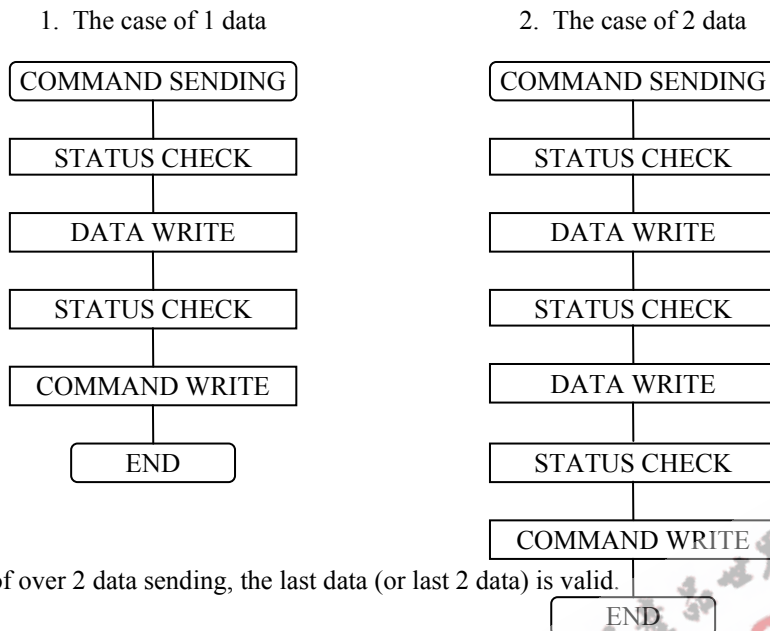 1. The case of 1 data
COMMAND SENDING
STATUS CHECK
DATA WRITE
STATUS CHECK
COMMAND WRITE
END
2. The case of 2 data
COMMAND SENDING
STATUS CHECK
DATA WRITE
STATUS CHECK
DATA WRITE
STATUS CHECK
COMMAND WRITE
of over 2 data sending, the last data (or last 2 data) is valid.
END